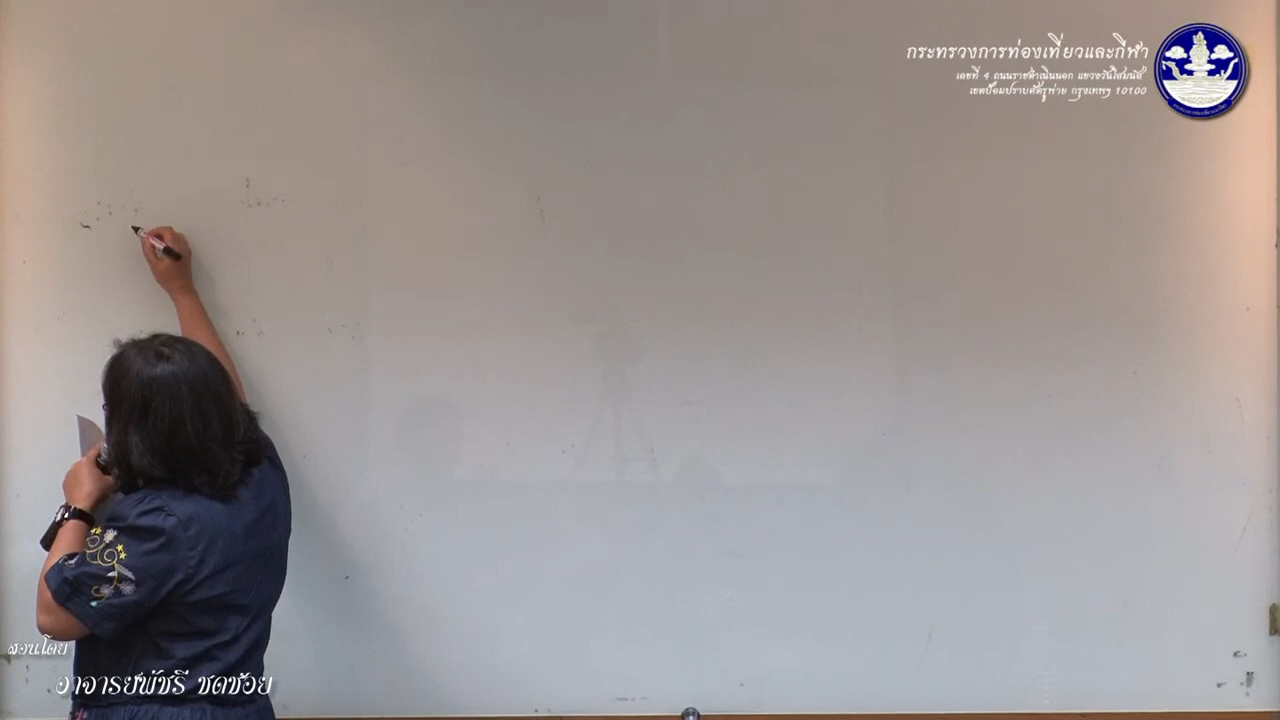 กระทรวงการท่องเที่ยวและกีฬา
เลขที่ 4 ถนนราชดำเนินนอก แขวงวัดโสมนัส
เขตป้อมปราบศัตรูพ่าย กรุงเทพฯ 10100
สอนโดย
อาจารย์พัชรี ชดช้อย